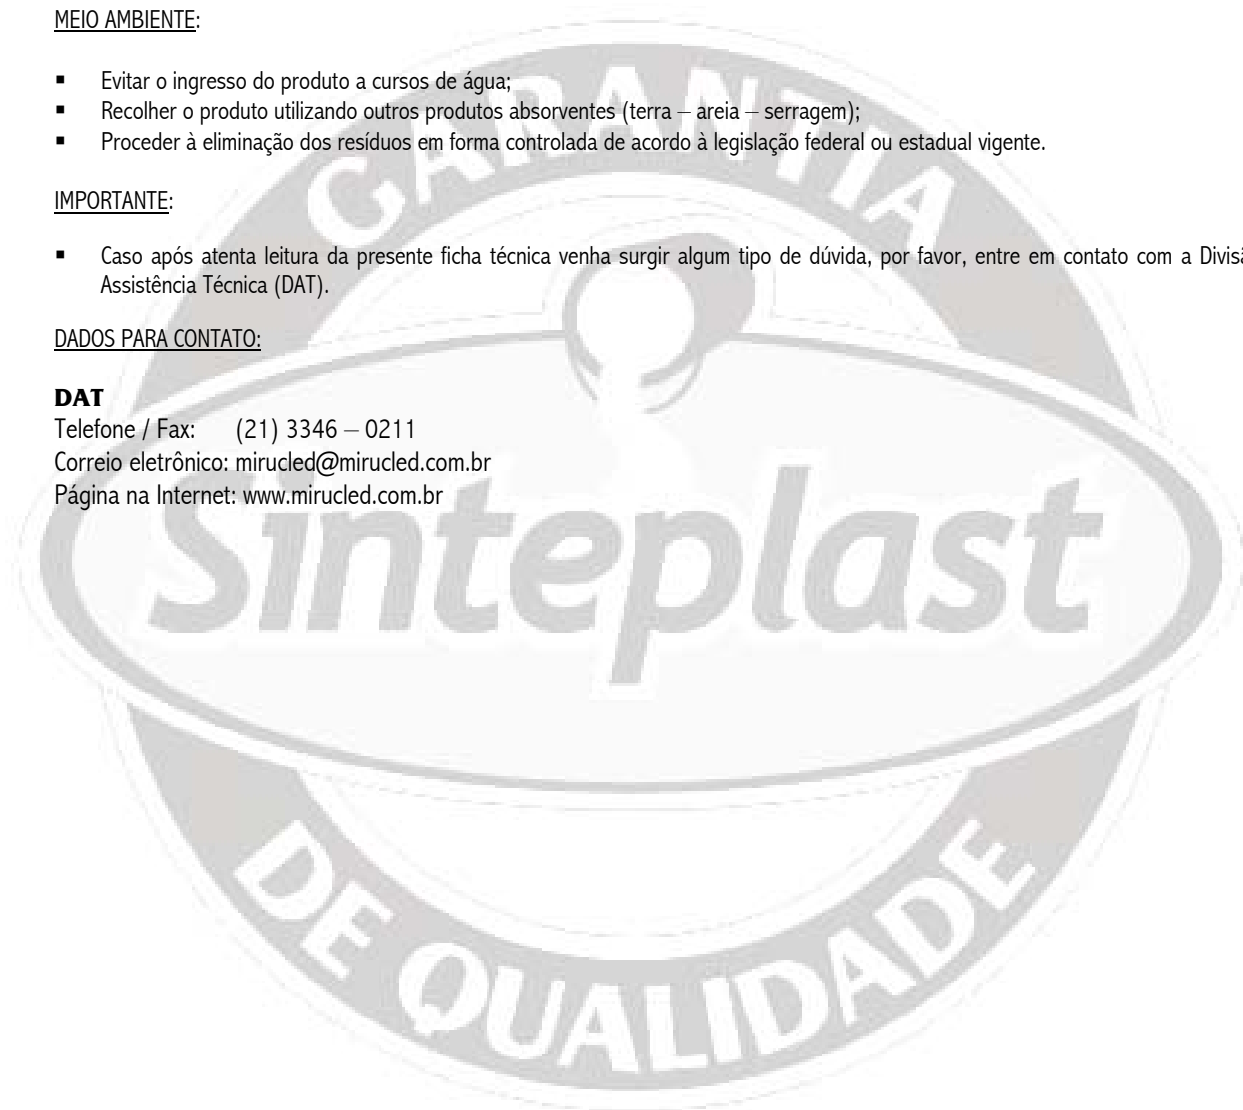 MEIO AMBIENTE:
▪ Evitar o ingresso do produto a cursos de água;
▪ Recolher o produto utilizando outros produtos absorventes (terra – areia – serragem);
▪ Proceder à eliminação dos resíduos em forma controlada de acordo à legislação federal ou estadual vigente.
IMPORTANTE:
▪ Caso após atenta leitura da presente ficha técnica venha surgir algum tipo de dúvida, por favor, entre em contato com a
Assistência Técnica (DAT).
DADOS PARA CONTATO:
DAT
Telefone / Fax: (21) 3346 – 0211
Correio eletrônico: mirucled@mirucled.com.br
Página na Internet: www.mirucled.com.br
GARANTIA
Sinteplast
DE QUALIDADE